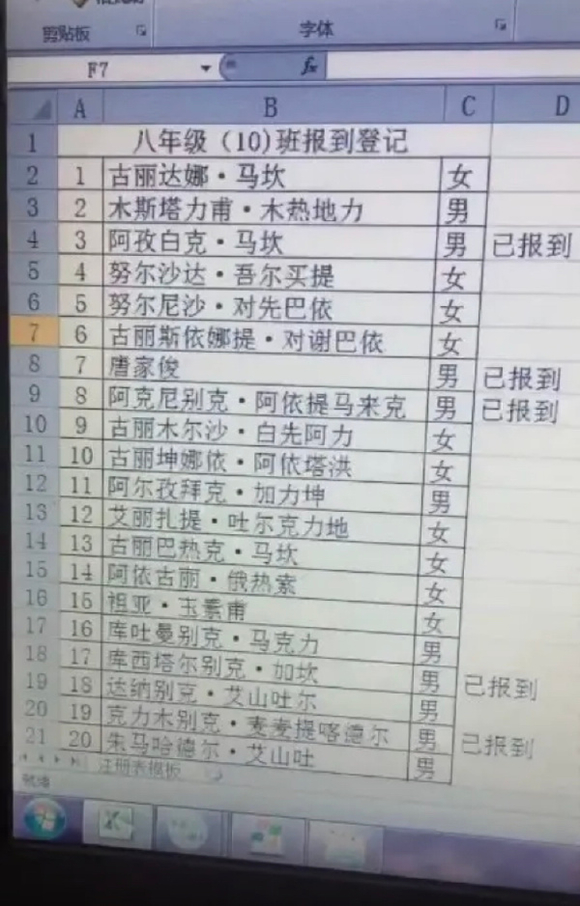 剪贴板 字体
F7 fx
A B C D
1 八年级（10)班报到登记
2 1 古丽达娜·马坎 女
3 2 木斯塔力甫·木热地力 男
4 3 阿孜白克·马坎 男 已报到
5 4 努尔沙达·吾尔买提 女
6 5 努尔尼沙·对先巴依 女
7 6 古丽斯依娜提·对谢巴依 女
8 7 唐家俊 男 已报到
9 8 阿克尼别克·阿依提马来克 男 已报到
10 9 古丽木尔沙·白先阿力 女
11 10 古丽坤娜依·阿依塔洪 女
12 11 阿尔孜拜克·加力坤 男
13 12 艾丽扎提·吐尔克力地 女
14 13 古丽巴热克·马坎 女
15 14 阿依古丽·俄热索 女
16 15 祖亚·玉素甫 女
17 16 库吐曼别克·马克力 男
18 17 库西塔尔别克·加坎 男 已报到
19 18 达纳别克·艾山吐尔 男
20 19 克力木别克·麦麦提喀德尔 男 已报到
21 20 朱马哈德尔·艾山吐 男
注册表模板
就绪